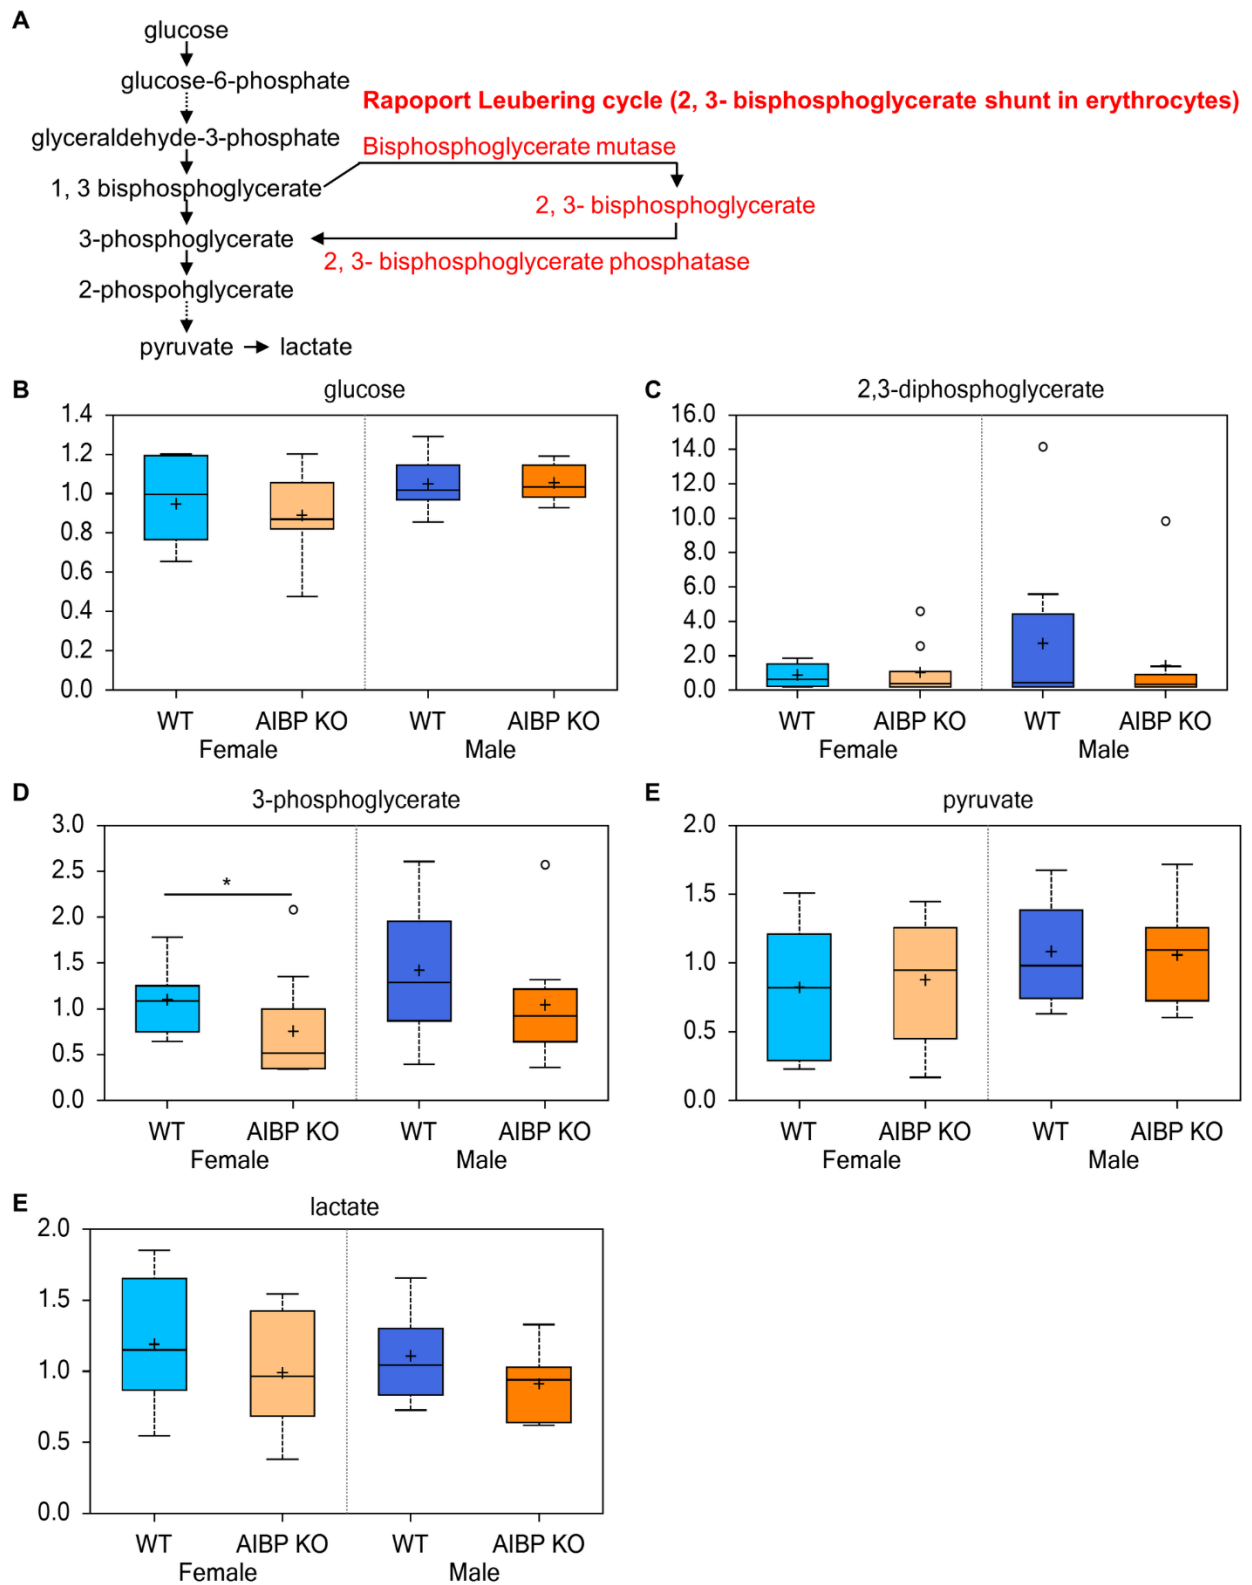 A
glucose
glucose-6-phosphate
Rapoport Leubering cycle (2, 3- bisphosphoglycerate shunt in erythrocytes)
glyceraldehyde-3-phosphate
Bisphosphoglycerate mutase
1, 3 bisphosphoglycerate
2, 3- bisphosphoglycerate
3-phosphoglycerate
2, 3- bisphosphoglycerate phosphatase
2-phospohglycerate
pyruvate
lactate
B
glucose
1.4
1.2
1.0
0.8
0.6
0.4
0.2
0.0
WT AIBP KO WT AIBP KO
Female Male
C
2,3-diphosphoglycerate
16.0
14.0
12.0
10.0
8.0
6.0
4.0
2.0
0.0
WT AIBP KO WT AIBP KO
Female Male
D
3-phosphoglycerate
3.0
2.5
2.0
1.5
1.0
0.5
0.0
*
WT AIBP KO WT AIBP KO
Female Male
E
pyruvate
2.0
1.5
1.0
0.5
0.0
WT AIBP KO WT AIBP KO
Female Male
E
lactate
2.0
1.5
1.0
0.5
0.0
WT AIBP KO WT AIBP KO
Female Male